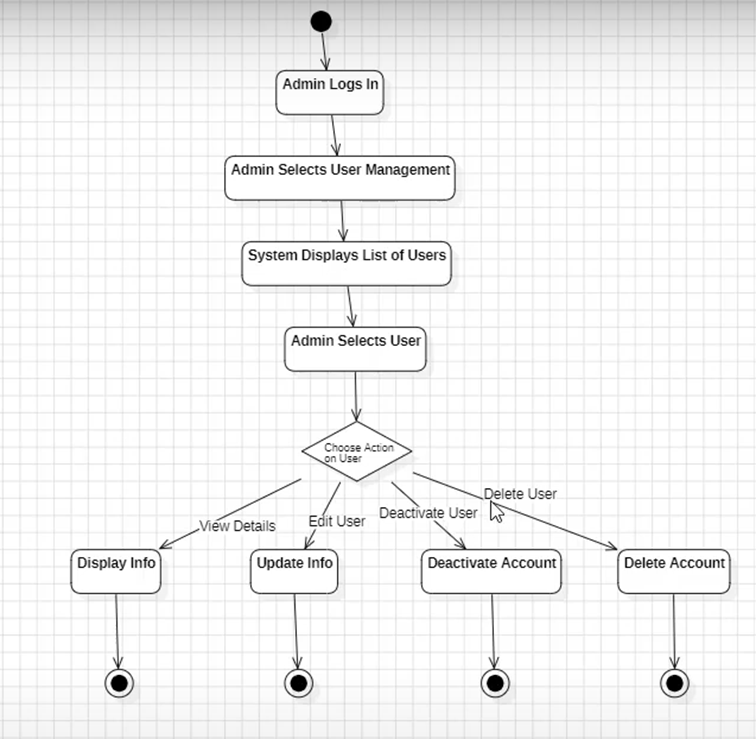 Admin Logs In
Admin Selects User Management
System Displays List of Users
Admin Selects User
Choose Action
on User
Delete User
Deactivate User
Edit User
View Details
Display Info
Update Info
Deactivate Account
Delete Account